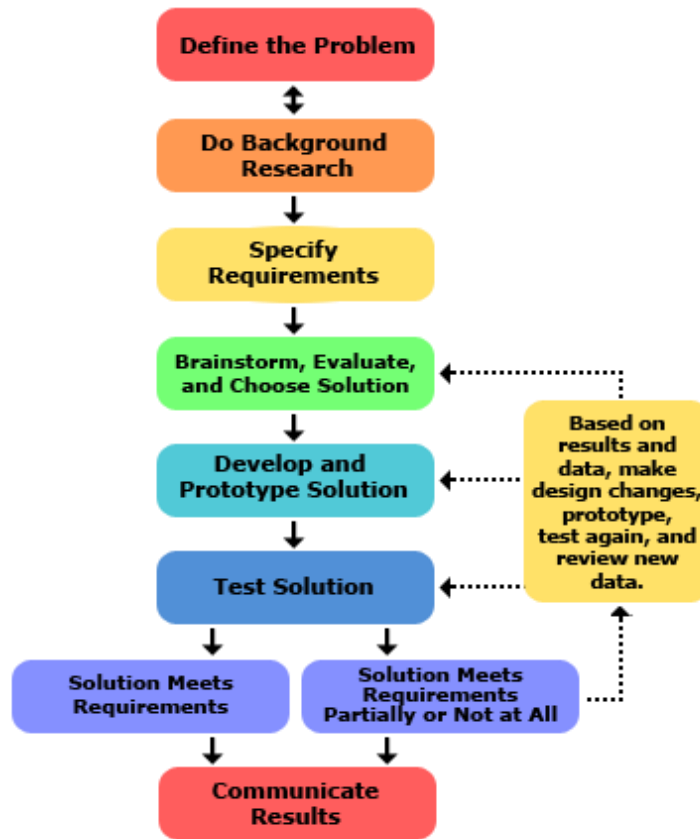 Define the Problem
Do Background
Research
Specify
Requirements
Brainstorm, Evaluate,
and Choose Solution
Based on
results and
data, make
design changes,
prototype,
test again, and
review new
data.
Develop and
Prototype Solution
Test Solution
Solution Meets
Requirements
Solution Meets
Requirements
Partially or Not at All
Communicate
Results